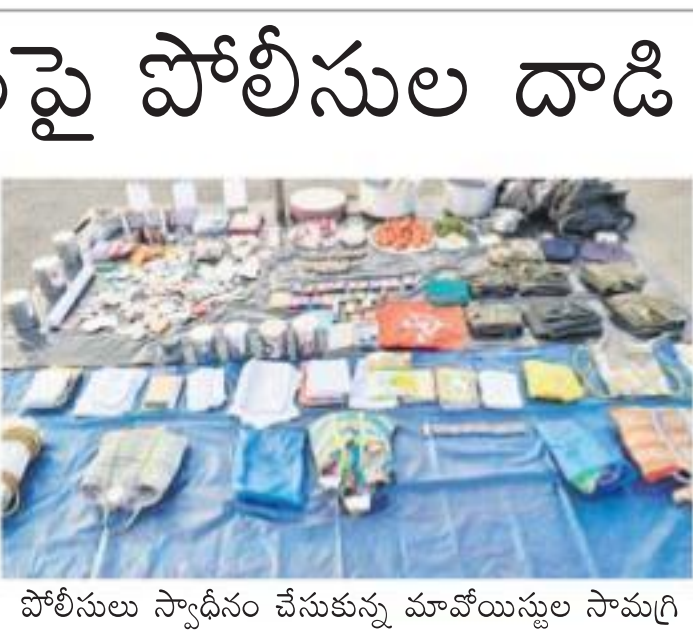 పై పోలీసుల దాడి
పోలీసులు స్వాధీనం చేసుకున్న మావోయిస్టుల సామగ్రి